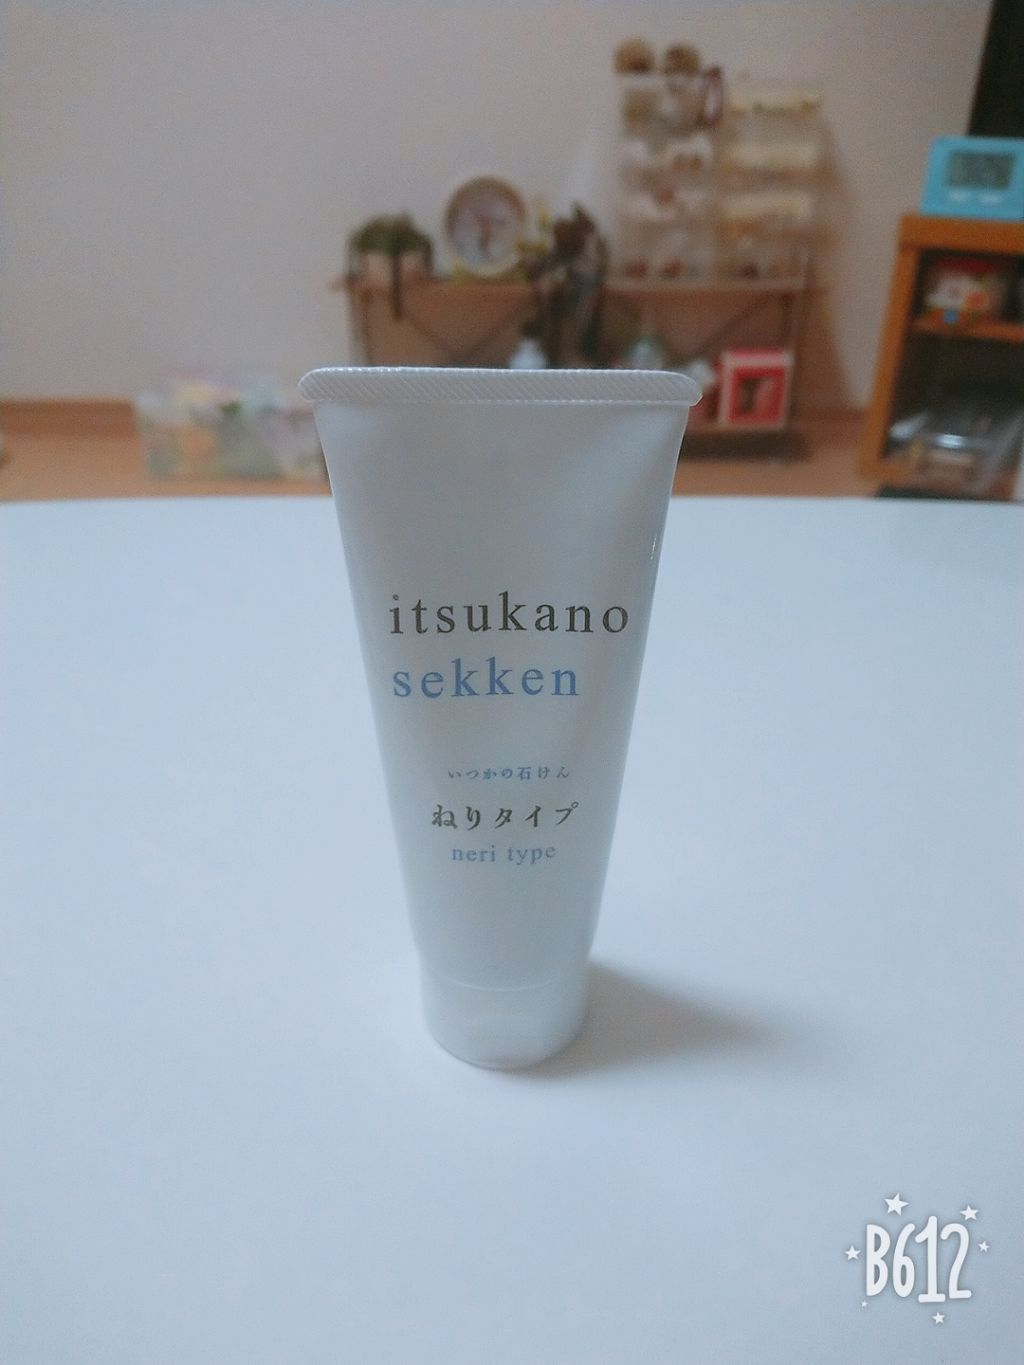 itsukano
sekken
いつかの石けん
ねりタイプ
neri type
B612